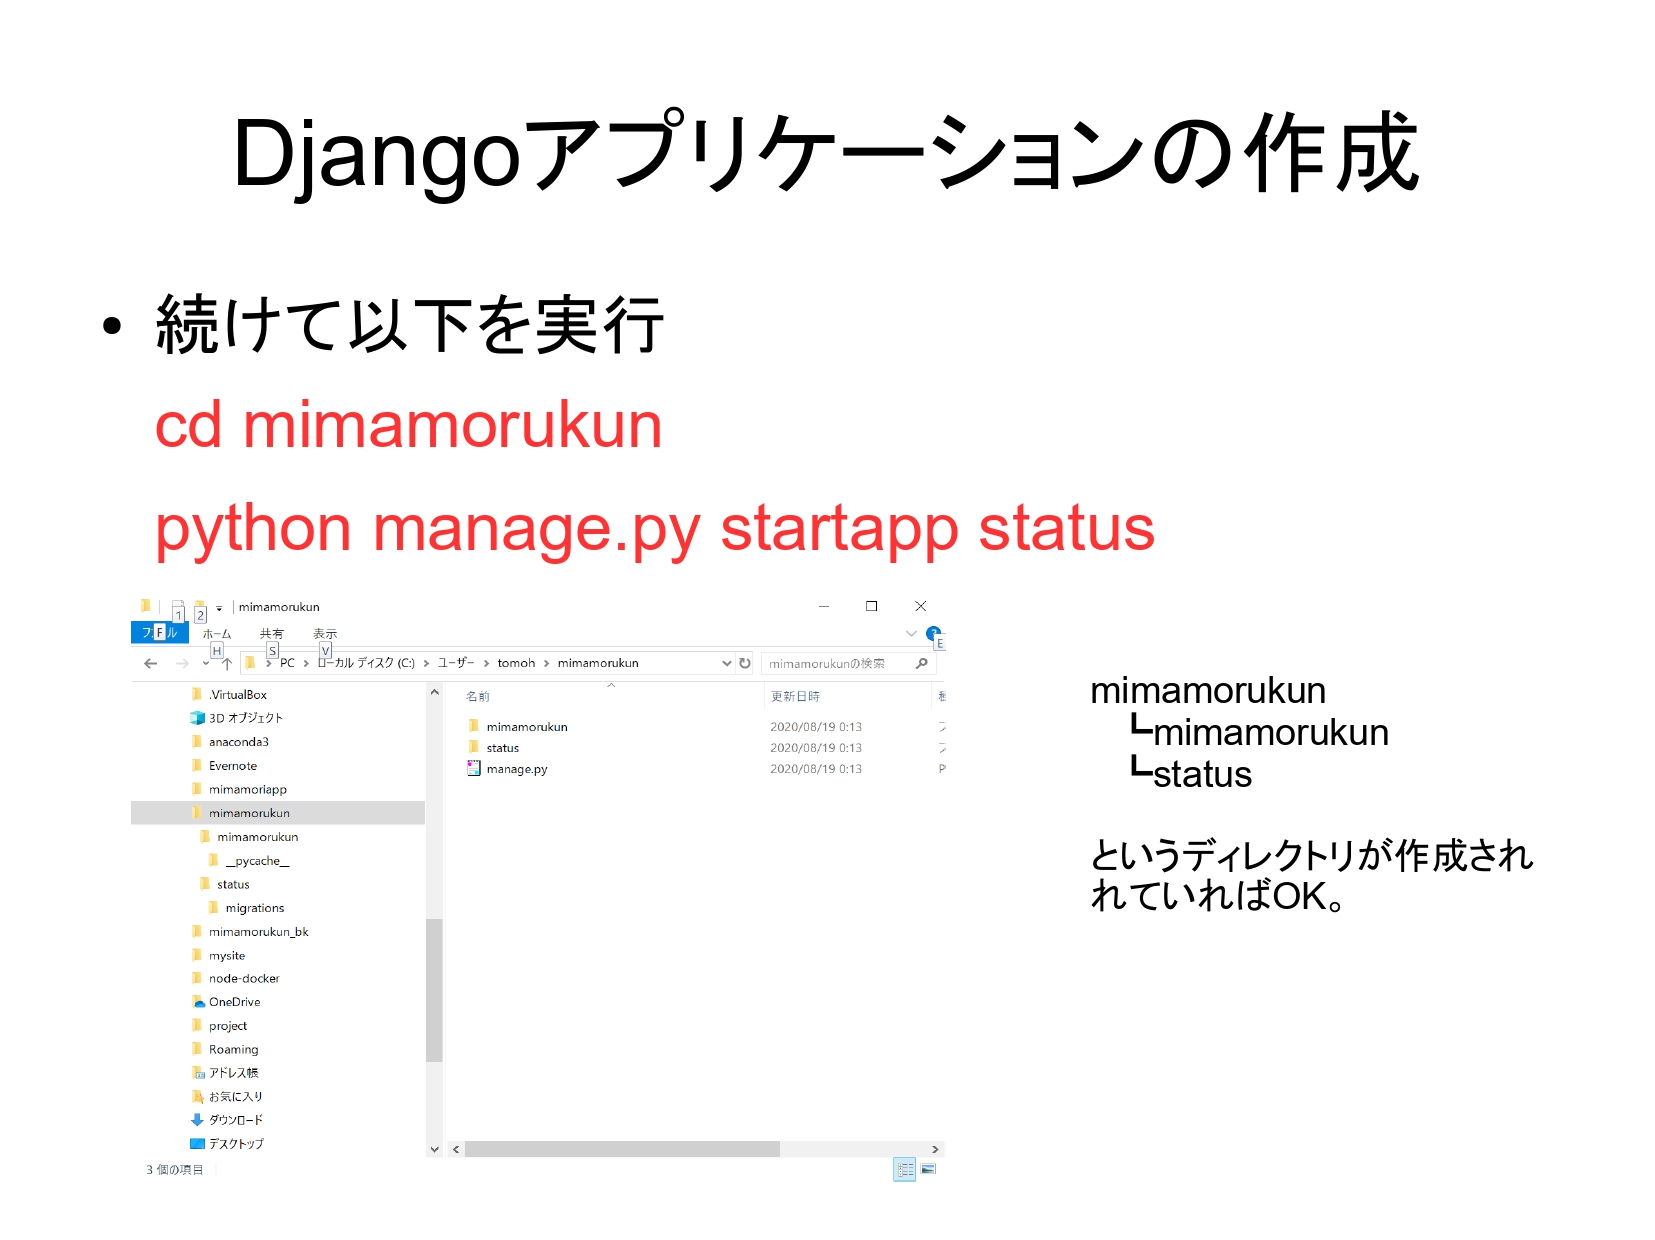 Djangoアプリケーションの作成
● 続けて以下を実行
cd mimamorukun
python manage.py startapp status
1 2 mimamorukun
ファイル F ホーム 共有 表示
H S V E
PC › ローカル ディスク (C:) › ユーザー › tomoh › mimamorukun
mimamorukunの検索
名前 更新日時
.VirtualBox
3D オブジェクト
anaconda3
Evernote
mimamoriapp
mimamorukun
mimamorukun
__pycache__
status
migrations
mimamorukun_bk
mysite
node-docker
OneDrive
project
Roaming
アドレス帳
お気に入り
ダウンロード
デスクトップ
mimamorukun 2020/08/19 0:13
status 2020/08/19 0:13
manage.py 2020/08/19 0:13 P
3 個の項目
mimamorukun
┗mimamorukun
┗status
というディレクトリが作成され
れていればOK。